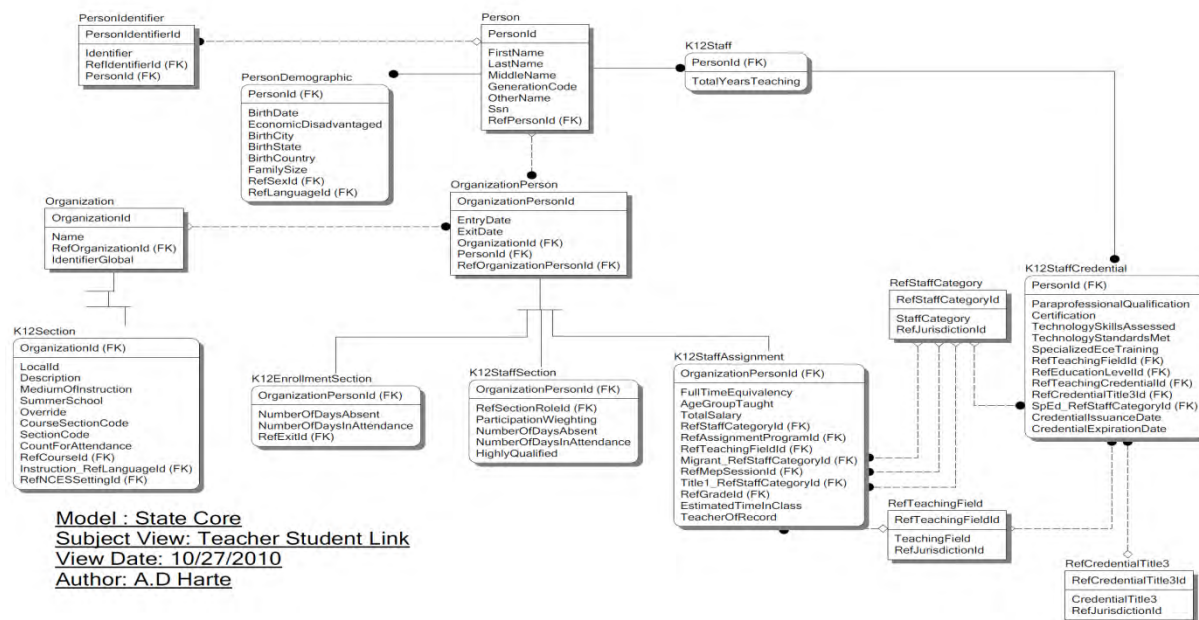 PersonIdentifier
PersonIdentifierId
Identifier
RefIdentifierId (FK)
PersonId (FK)
Person
PersonId
FirstName
LastName
MiddleName
GenerationCode
OtherName
Ssn
RefPersonId (FK)
K12Staff
PersonId (FK)
TotalYearsTeaching
PersonDemographic
PersonId (FK)
BirthDate
EconomicDisadvantaged
BirthCity
BirthState
BirthCountry
FamilySize
RefSexId (FK)
RefLanguageId (FK)
Organization
OrganizationId
Name
RefOrganizationId (FK)
IdentifierGlobal
OrganizationPerson
OrganizationPersonId
EntryDate
ExitDate
OrganizationId (FK)
PersonId (FK)
RefOrganizationPersonId (FK)
RefStaffCategory
RefStaffCategoryId
StaffCategory
RefJurisdictionId
K12StaffCredential
PersonId (FK)
ParaprofessionalQualification
Certification
TechnologySkillsAssessed
TechnologyStandardsMet
SpecializedEceTraining
RefTeachingFieldId (FK)
RefEducationLevelId (FK)
RefTeachingCredentialId (FK)
RefCredentialTitle3Id (FK)
SpEd_RefStaffCategoryId (FK)
CredentialIssuanceDate
CredentialExpirationDate
K12Section
OrganizationId (FK)
LocalId
Description
MediumOfInstruction
SummerSchool
Override
CourseSectionCode
SectionCode
CountForAttendance
RefCourseId (FK)
Instruction_RefLanguageId (FK)
RefNCESSettingId (FK)
K12EnrollmentSection
OrganizationPersonId (FK)
NumberOfDaysAbsent
NumberOfDaysInAttendance
RefExitId (FK)
K12StaffSection
OrganizationPersonId (FK)
RefSectionRoleId (FK)
ParticipationWieghting
NumberOfDaysAbsent
NumberOfDaysInAttendance
HighlyQualified
K12StaffAssignment
OrganizationPersonId (FK)
FullTimeEquivalency
AgeGroupTaught
TotalSalary
RefStaffCategoryId (FK)
RefAssignmentProgramId (FK)
RefTeachingFieldId (FK)
Migrant_RefStaffCategoryId (FK)
RefMepSessionId (FK)
Title1_RefStaffCategoryId (FK)
RefGradeId (FK)
EstimatedTimeInClass
TeacherOfRecord
RefTeachingField
RefTeachingFieldId
TeachingField
RefJurisdictionId
RefCredentialTitle3
RefCredentialTitle3Id
CredentialTitle3
RefJurisdictionId
Model : State Core
Subject View: Teacher Student Link
View Date: 10/27/2010
Author: A.D Harte